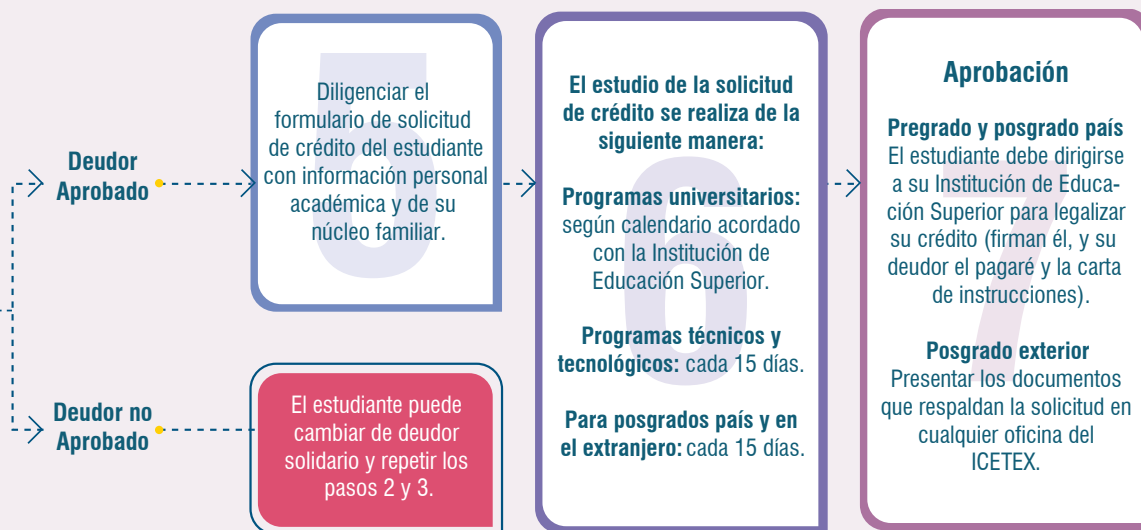 Deudor
Aprobado
5
Diligenciar el
formulario de solicitud
de crédito del estudiante
con información personal
académica y de su
núcleo familiar.
Deudor no
Aprobado
El estudiante puede
cambiar de deudor
solidario y repetir los
pasos 2 y 3.
6
El estudio de la solicitud
de crédito se realiza de la
siguiente manera:
Programas universitarios:
según calendario acordado
con la Institución de
Educación Superior.
Programas técnicos y
tecnológicos: cada 15 días.
Para posgrados país y en
el extranjero: cada 15 días.
7
Aprobación
Pregrado y posgrado país
El estudiante debe dirigirse
a su Institución de Educa-
ción Superior para legalizar
su crédito (firman él, y su
deudor el pagaré y la carta
de instrucciones).
Posgrado exterior
Presentar los documentos
que respaldan la solicitud en
cualquier oficina del
ICETEX.